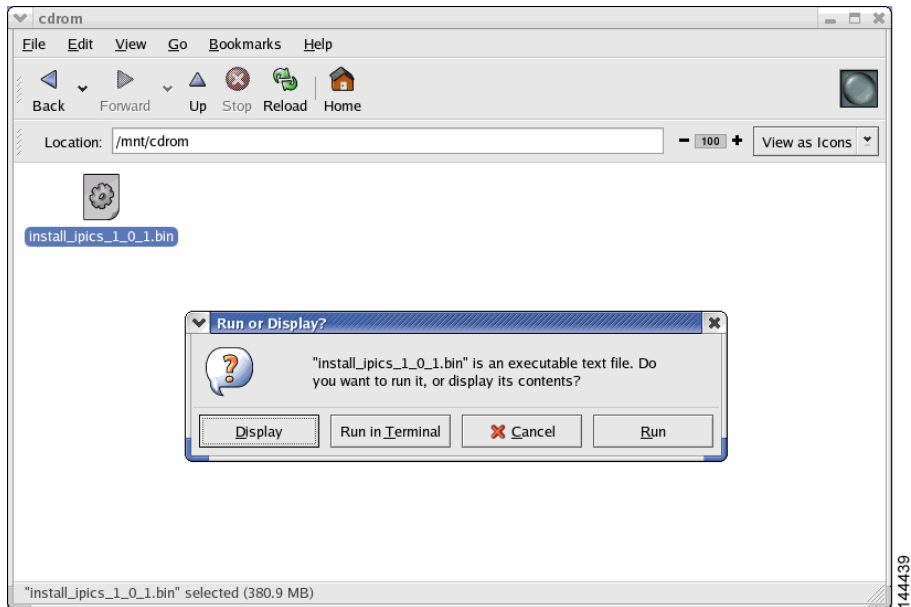 cdrom
File Edit View Go Bookmarks Help
Back Forward Up Stop Reload Home
Location: /mnt/cdrom 100 View as Icons
install_ipics_1_0_1.bin
Run or Display?
"install_ipics_1_0_1.bin" is an executable text file. Do
you want to run it, or display its contents?
Display Run in Terminal Cancel Run
"install_ipics_1_0_1.bin" selected (380.9 MB)
144439